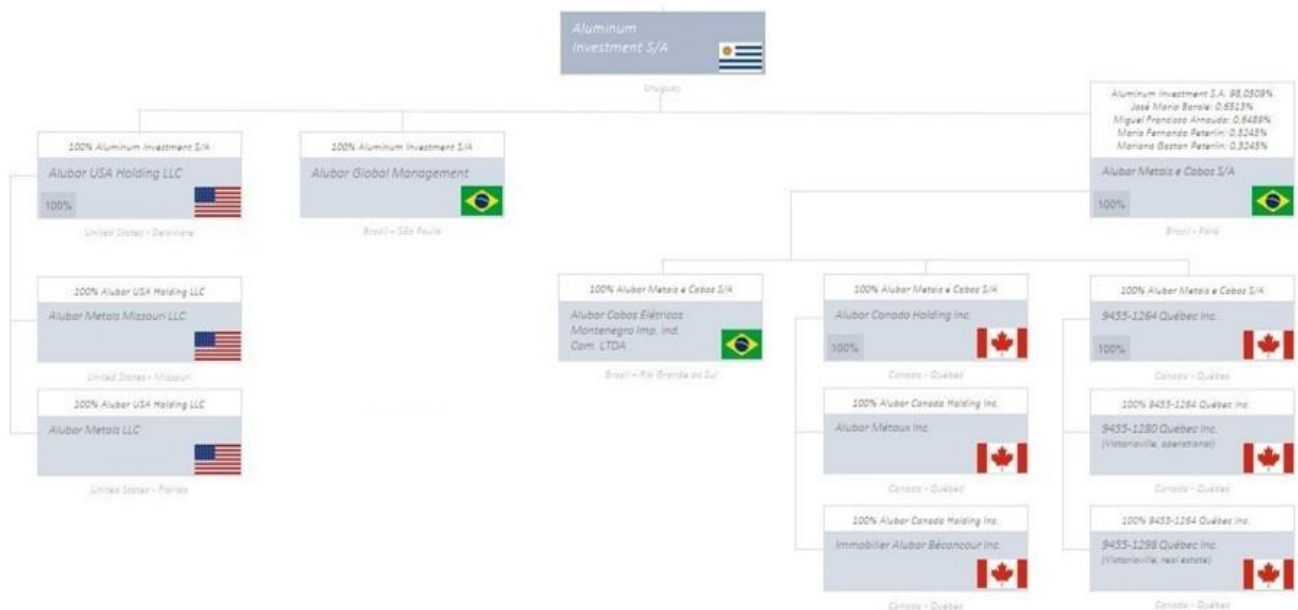 Aluminum
Investment S/A
Uruguay
Aluminum Investment S.A. 98,0509%
José Maria Barale: 0,6513%
Miguel Francisco Arnaudo: 0,6489%
Maria Fernanda Peterlin: 0,3245%
Mariano Gaston Peterlin: 0,3245%
100% Aluminum Investment S/A
Alubar USA Holding LLC
100%
United States - Delaware
100% Aluminum Investment S/A
Alubar Global Management
Brazil – São Paulo
Alubar Metais e Cabos S/A
100%
Brazil - Pará
100% Alubar USA Holding LLC
Alubar Metals Missouri LLC
United States - Missouri
100% Alubar USA Holding LLC
Alubar Metals LLC
United States - Florida
100% Alubar Metais e Cabos S/A
Alubar Cabos Elétricos
Montenegro Imp. Ind.
Com. LTDA
Brazil – Rio Grande do Sul
100% Alubar Metais e Cabos S/A
Alubar Canada Holding Inc.
100%
Canada - Québec
100% Alubar Canada Holding Inc.
Alubar Métaux Inc.
Canada - Québec
100% Alubar Canada Holding Inc.
Immobilier Alubar Bécancour Inc.
Canada - Québec
100% Alubar Metais e Cabos S/A
9455-1264 Québec Inc.
100%
Canada - Québec
100% 9455-1264 Québec Inc.
9455-1280 Québec Inc.
(Victoriaville, operational)
Canada - Québec
100% 9455-1264 Québec Inc.
9455-1298 Québec Inc.
(Victoriaville, real estate)
Canada - Québec